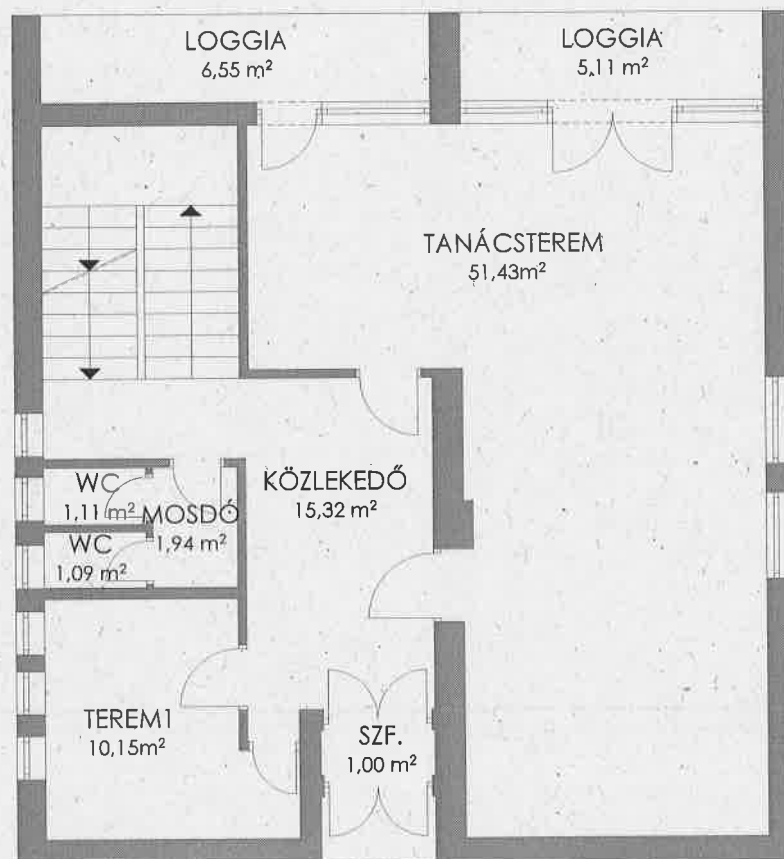 LOGGIA
6,55 m²
LOGGIA
5,11 m²
TANÁCSTEREM
51,43m²
WC
1,11 m²
MOSDÓ
1,94 m²
WC
1,09 m²
KÖZLEKEDŐ
15,32 m²
TEREM1
10,15m²
SZF.
1,00 m²